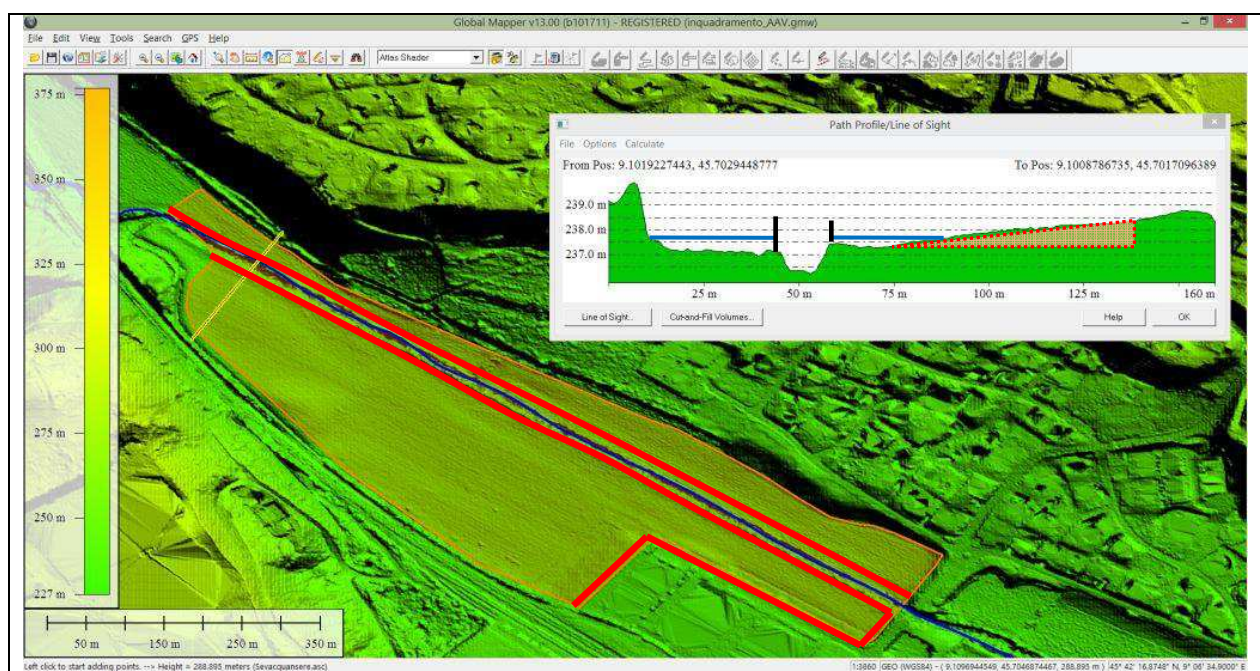 Global Mapper v13.00 (b101711) - REGISTERED (inquadramento_AAV.gmw)
File Edit View Tools Search GPS Help
Atlas Shader
375 m
350 m
325 m
300 m
275 m
250 m
227 m
50 m 150 m 250 m 350 m
Path Profile/Line of Sight
File Options Calculate
From Pos: 9.1019227443, 45.7029448777 To Pos: 9.1008786735, 45.7017096389
239.0 m
238.0 m
237.0 m
25 m 50 m 75 m 100 m 125 m 160 m
Line of Sight... Cut-and-Fill Volumes... Help OK
Left click to start adding points. --> Height = 288.895 meters (Sevacquansere.asc) 1:3860 GEO (WGS84) - ( 9.1096944549, 45.7046874467, 288.895 m ) 45° 42' 16.8748" N, 9° 06' 34.9000" E